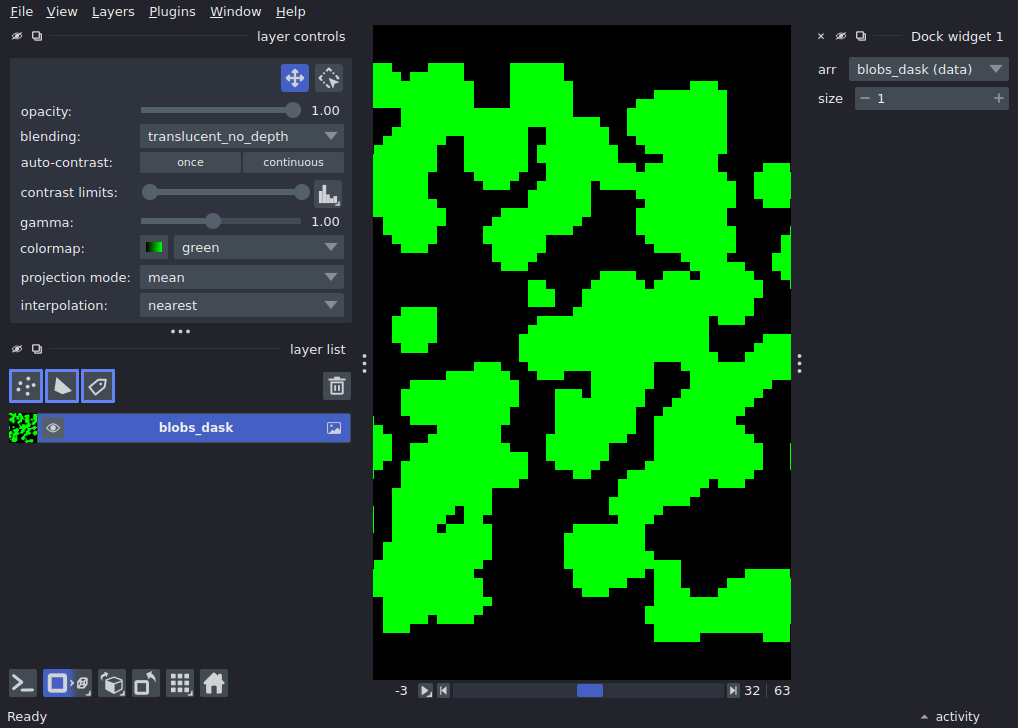 File View Layers Plugins Window Help
layer controls
opacity: 1.00
blending: translucent_no_depth
auto-contrast: once continuous
contrast limits:
gamma: 1.00
colormap: green
projection mode: mean
interpolation: nearest
layer list
blobs_dask
-3 32 63
Ready
activity
Dock widget 1
arr blobs_dask (data)
size 1